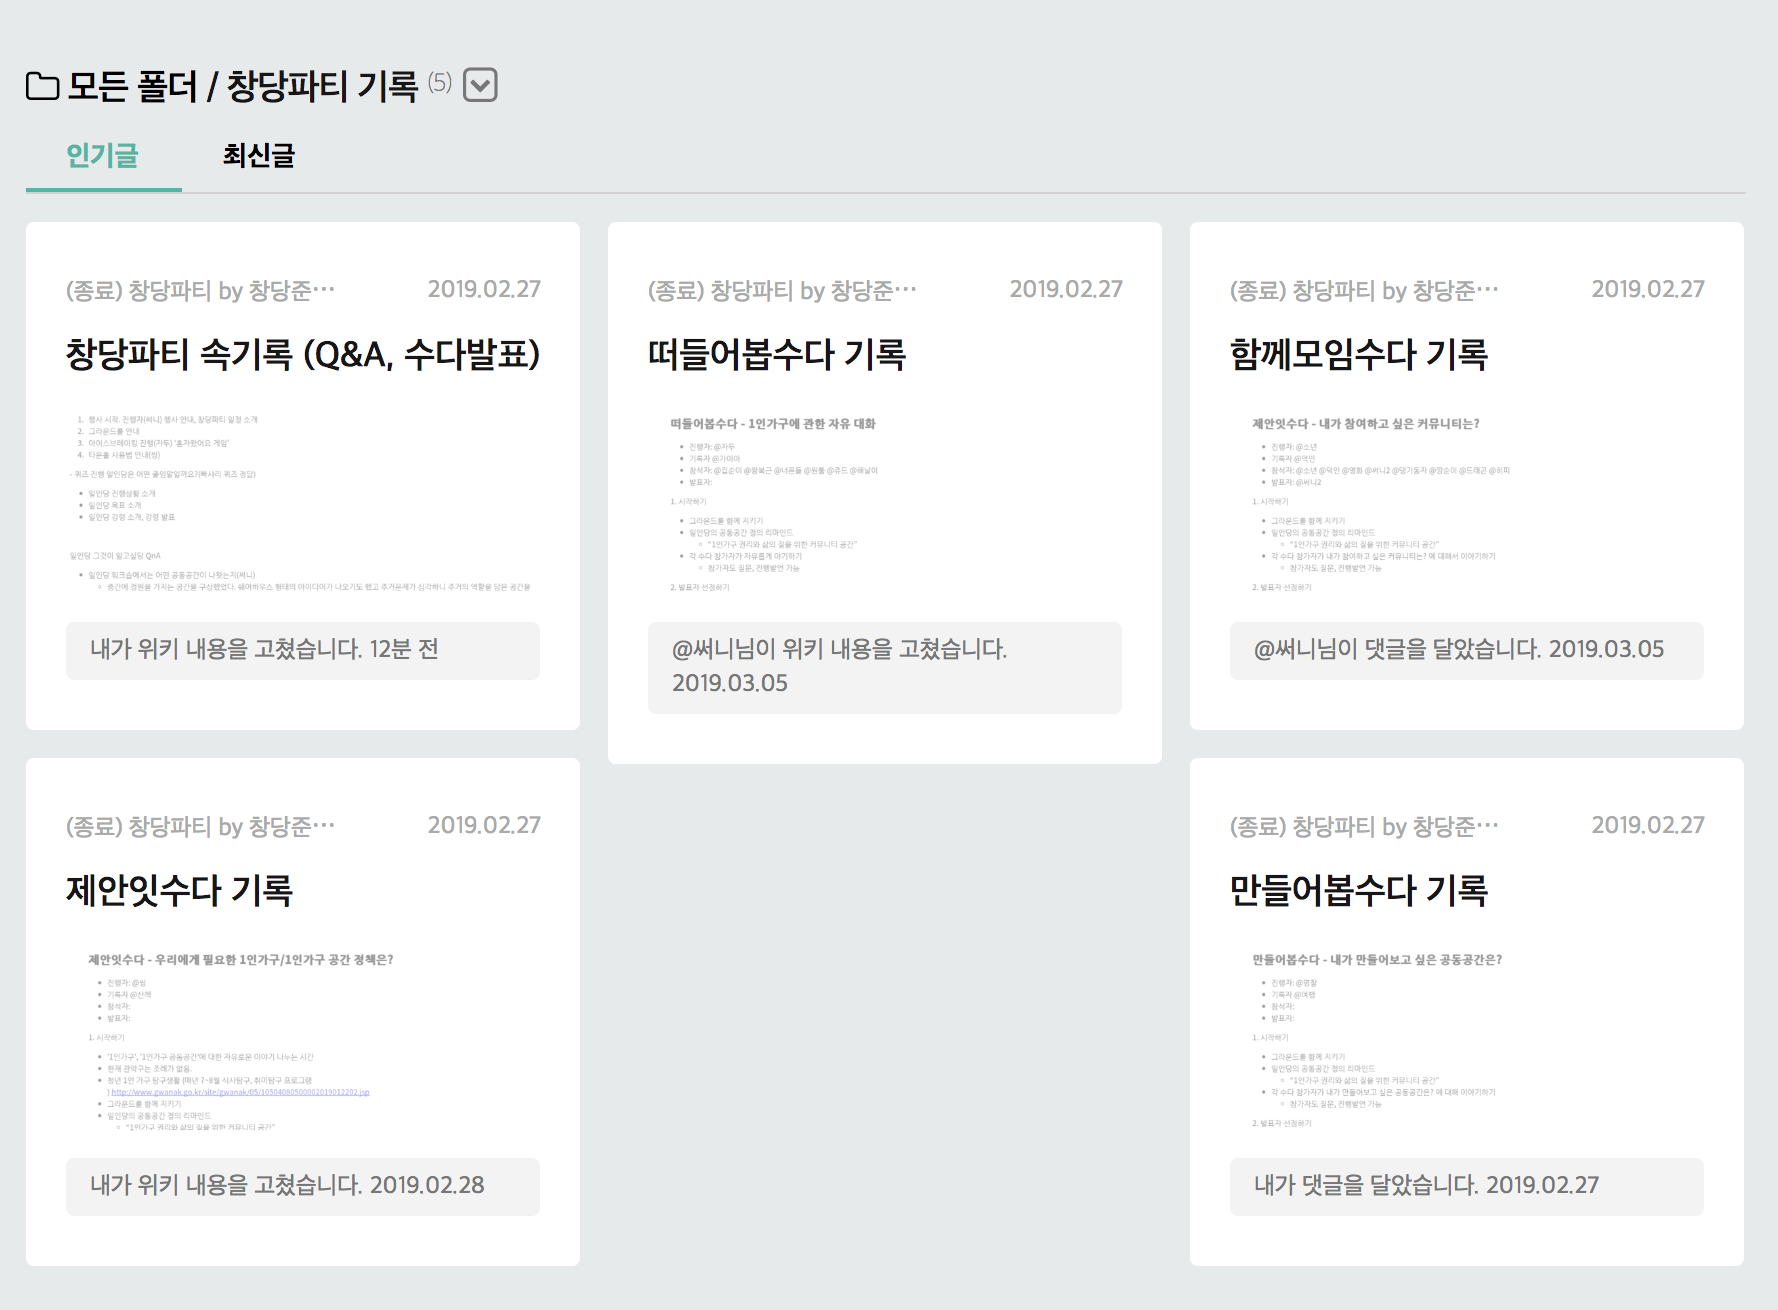 모든 폴더 / 창당파티 기록 (5)
인기글 최신글
(종료) 창당파티 by 창당준… 2019.02.27
창당파티 속기록 (Q&A, 수다발표)
1. 행사 시작, 진행자(써니) 행사 안내, 창당파티 일정 소개
2. 그라운드룰 안내
3. 아이스브레이킹 진행(자두) '혼자왔어요 게임'
4. 타운홀 사용법 안내(씽)
일인당 진행상황 소개
일인당 목표 소개
일인당 강령 소개, 강령 발표
일인당 그것이 알고싶당 QnA
일인당 워크숍에서는 어떤 공동공간이 나왔는지(써니)
내가 위키 내용을 고쳤습니다. 12분 전
(종료) 창당파티 by 창당준… 2019.02.27
떠들어봅수다 기록
떠들어봅수다 - 1인가구에 관한 자유 대화
진행자: @자두
기록자 @가야마
발표자:
1. 시작하기
그라운드룰 함께 지키기
일인당의 공동공간 정의 리마인드
"1인가구 권리와 삶의 질을 위한 커뮤니티 공간"
각 수다 참가자가 자유롭게 야기하기
참가자도 질문, 진행발언 가능
2. 발표자 선정하기
@써니님이 위키 내용을 고쳤습니다.
2019.03.05
(종료) 창당파티 by 창당준… 2019.02.27
함께모임수다 기록
제안잇수다 - 내가 참여하고 싶은 커뮤니티는?
진행자: @소년
기록자 @덕인
발표자: @써니2
1. 시작하기
그라운드룰 함께 지키기
일인당의 공동공간 정의 리마인드
"1인가구 권리와 삶의 질을 위한 커뮤니티 공간"
각 수다 참가자가 내가 참여하고 싶은 커뮤니티는? 에 대해서 이야기하기
참가자도 질문, 진행발언 가능
2. 발표자 선정하기
@써니님이 댓글을 달았습니다. 2019.03.05
(종료) 창당파티 by 창당준… 2019.02.27
제안잇수다 기록
제안잇수다 - 우리에게 필요한 1인가구/1인가구 공간 정책은?
진행자: @씽
기록자 @산책
참석자:
발표자:
1. 시작하기
'1인가구', '1인가구 공동공간'에 대한 자유로운 이야기 나누는 시간
현재 관악구는 조례가 없음.
청년 1인 가구 탐구생활 (매년 7~8월 식사탐구, 취미탐구 프로그램
) http://www.gwanak.go.kr/site/gwanak/05/10504080500002019012202.jsp
그라운드룰 함께 지키기
일인당의 공동공간 정의 리마인드
"1인가구 권리와 삶의 질을 위한 커뮤니티 공간"
내가 위키 내용을 고쳤습니다. 2019.02.28
(종료) 창당파티 by 창당준… 2019.02.27
만들어봅수다 기록
만들어봅수다 - 내가 만들어보고 싶은 공동공간은?
진행자: @명찰
기록자 @여행
참석자:
발표자:
1. 시작하기
그라운드룰 함께 지키기
일인당의 공동공간 정의 리마인드
"1인가구 권리와 삶의 질을 위한 커뮤니티 공간"
각 수다 참가자가 내가 만들어보고 싶은 공동공간은? 에 대해 이야기하기
참가자도 질문, 진행발언 가능
2. 발표자 선정하기
내가 댓글을 달았습니다. 2019.02.27